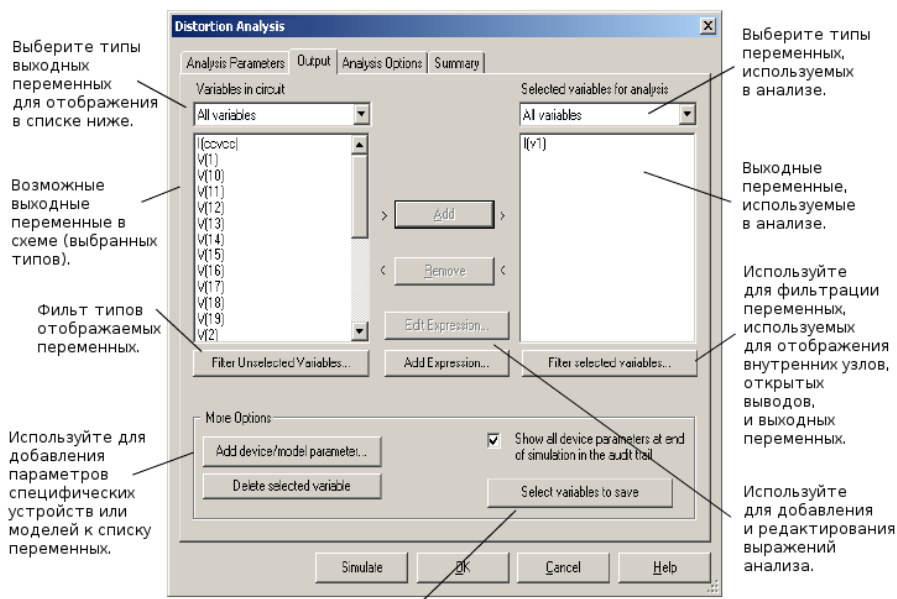 Distortion Analysis
Analysis Parameters
Output
Analysis Options
Summary
Variables in circuit
All variables
I(ccvcc)
V(1)
V(10)
V(11)
V(12)
V(13)
V(14)
V(15)
V(16)
V(17)
V(18)
V(19)
V(2)
Filter Unselected Variables...
> Add >
< Remove <
Edit Expression...
Add Expression...
Selected variables for analysis
All variables
I(v1)
Filter selected variables...
More Options
Add device/model parameter...
Delete selected variable
Show all device parameters at end
of simulation in the audit trail
Select variables to save
Simulate
OK
Cancel
Help
Выберите типы
выходных
переменных
для отображения
в списке ниже.
Возможные
выходные
переменные в
схеме (выбранных
типов).
Фильт типов
отображаемых
переменных.
Используйте для
добавления
параметров
специфических
устройств или
моделей к списку
переменных.
Выберите типы
переменных,
используемых
в анализе.
Выходные
переменные,
используемые
в анализе.
Используйте
для фильтрации
переменных,
используемых
для отображения
внутренних узлов,
открытых
выводов,
и выходных
переменных.
Используйте
для добавления
и редактирования
выражений
анализа.